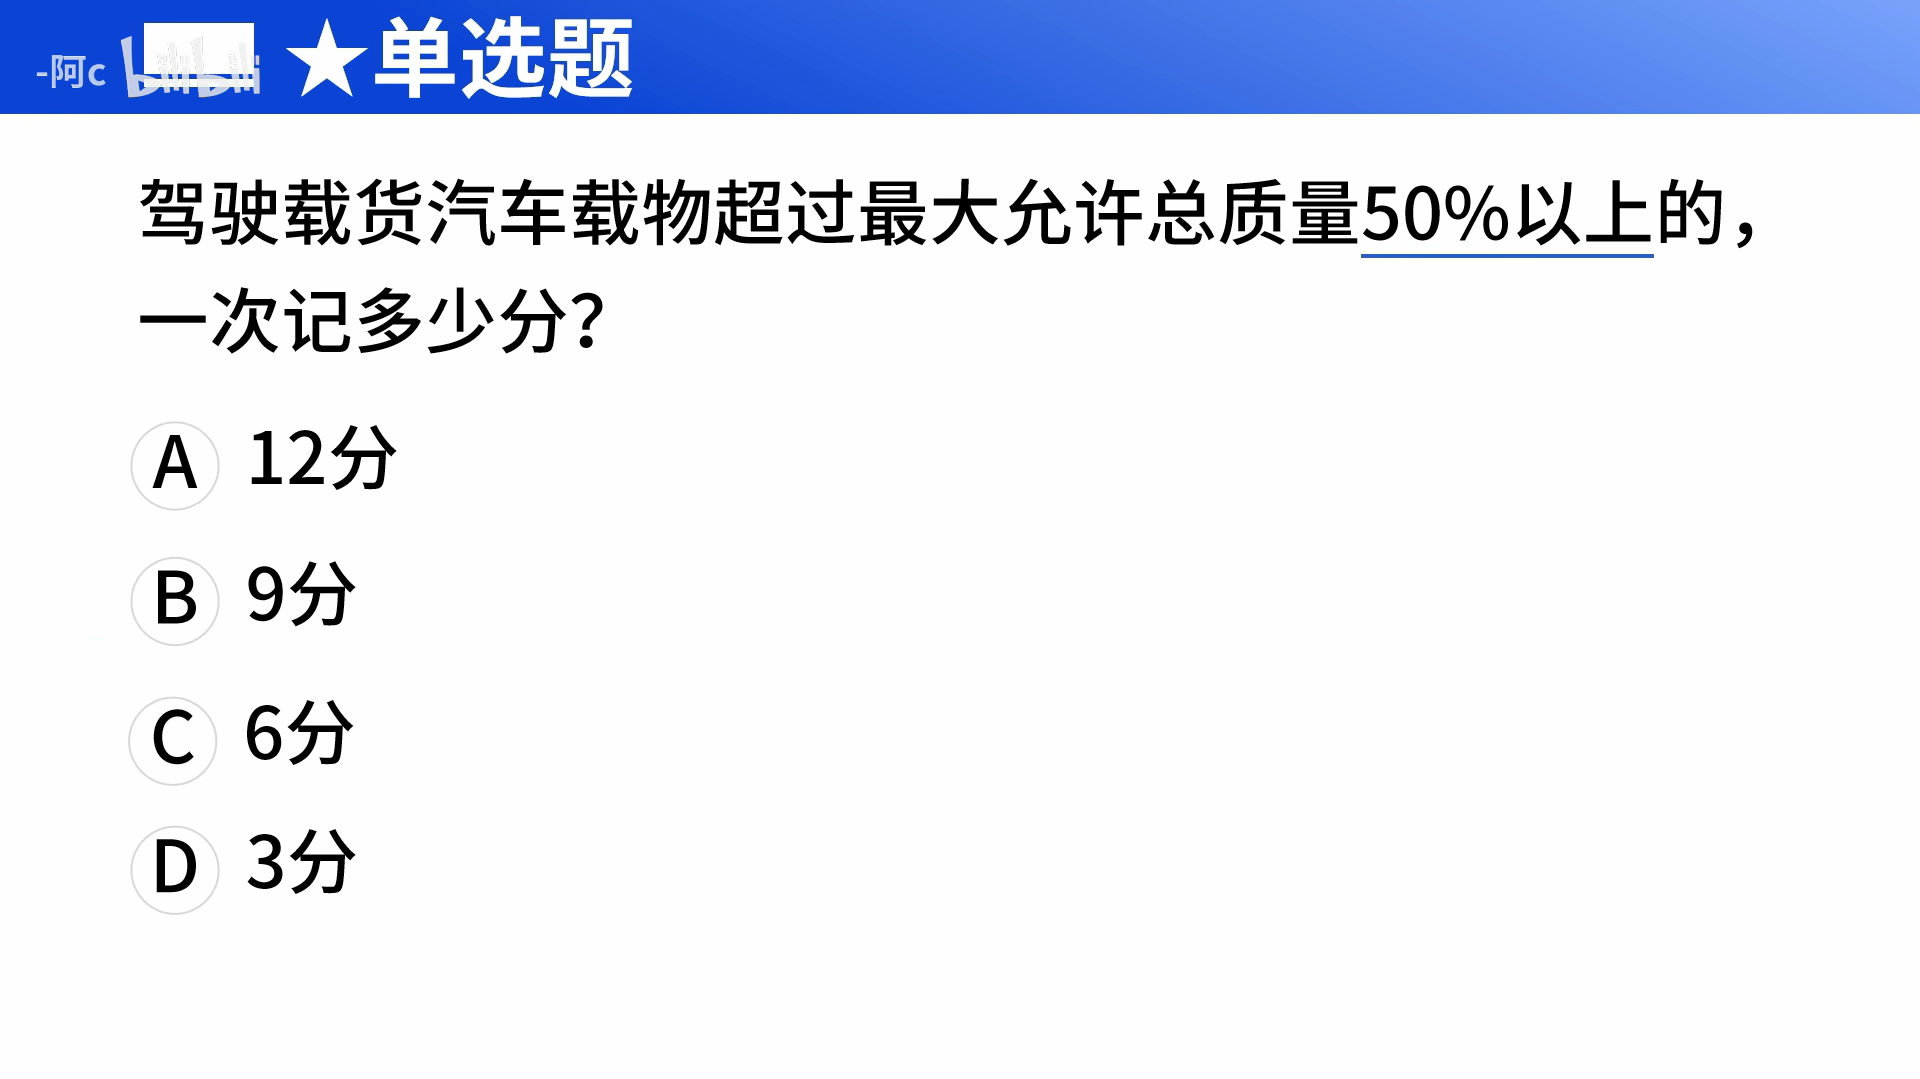 -阿c bilibili ★单选题
驾驶载货汽车载物超过最大允许总质量50%以上的，
一次记多少分？
A 12分
B 9分
C 6分
D 3分